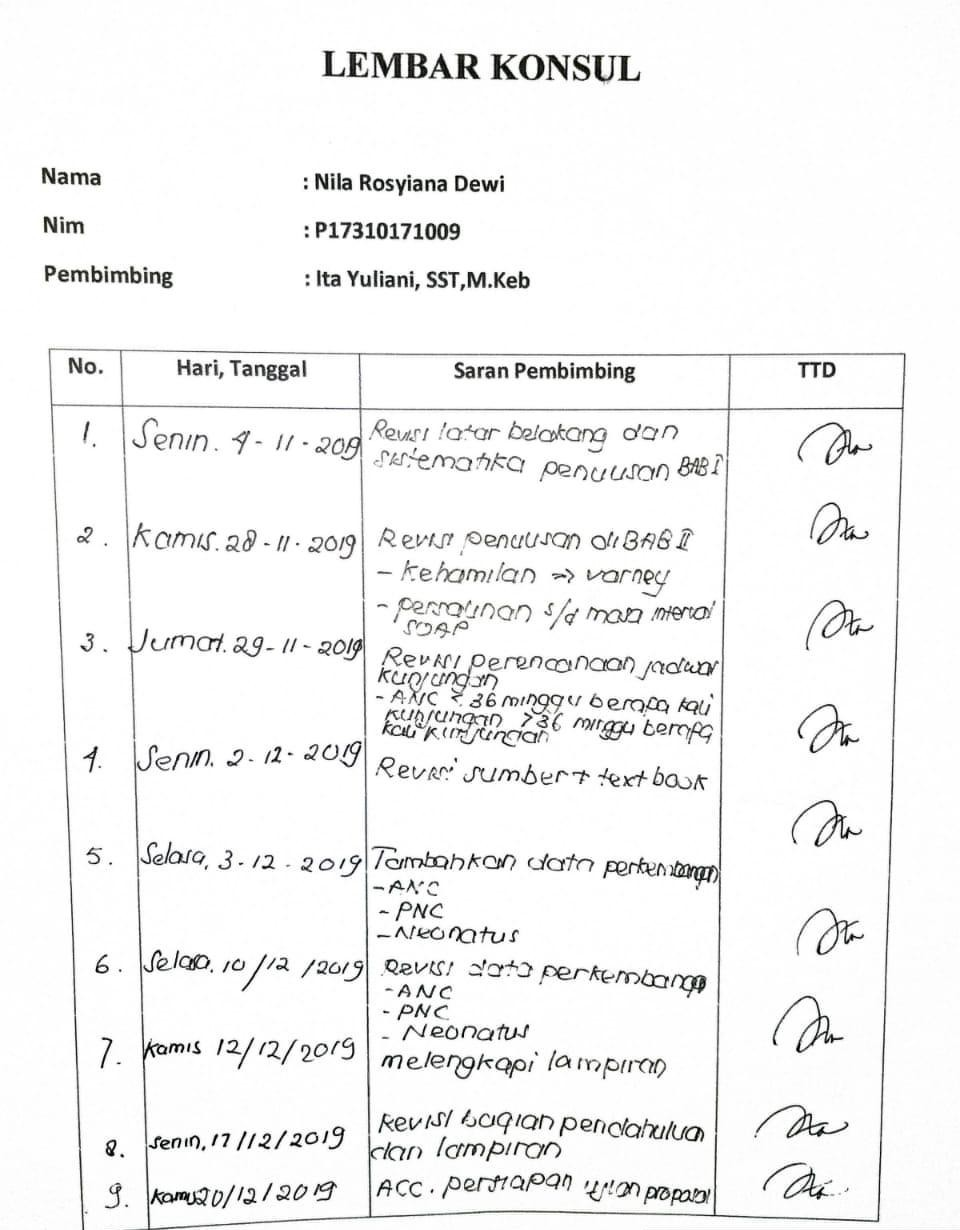 LEMBAR KONSUL
Nama : Nila Rosyiana Dewi
Nim : P17310171009
Pembimbing : Ita Yuliani, SST,M.Keb
No. Hari, Tanggal Saran Pembimbing TTD
1. Senin. 4-11-2019 Revisi latar belakang dan
sistematika penuusan BAB I
2. Kamis. 28-11-2019 Revisi penuusan di BAB II
- Kehamilan => varney
- persalinan s/d masa interval
SOAP
3. Jumat. 29-11-2019 Revisi perencanaan jadwal
kunjungan
- ANC < 36 minggu berapa kali
kunjungan >36 minggu berapa
kali kunjungan
4. Senin. 2-12-2019 Revisi sumber + text book
5. Selasa, 3-12-2019 Tambahkan data perkembangan
- ANC
- PNC
- Neonatus
6. Selasa. 10/12/2019 Revisi data perkembangan
- ANC
- PNC
- Neonatus
7. Kamis 12/12/2019 melengkapi lampiran
8. Senin, 17/12/2019 Revisi bagian pendahuluan
dan lampiran
9. Kamis 20/12/2019 ACC. persiapan ujian proposal